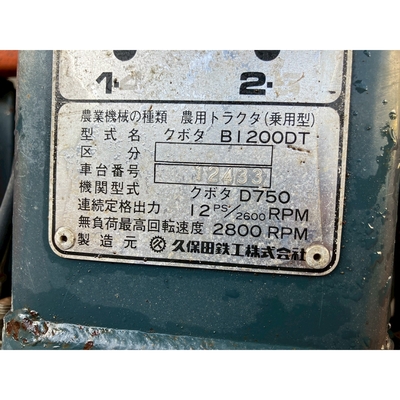 1 2
農業機械の種類 農用トラクタ(乗用型)
型式名 クボタ B1200DT
区分
車台番号 12433
機関型式 クボタ D750
連続定格出力 12PS/2600RPM
無負荷最高回転速度 2800RPM
製造元 久保田鉄工株式会社